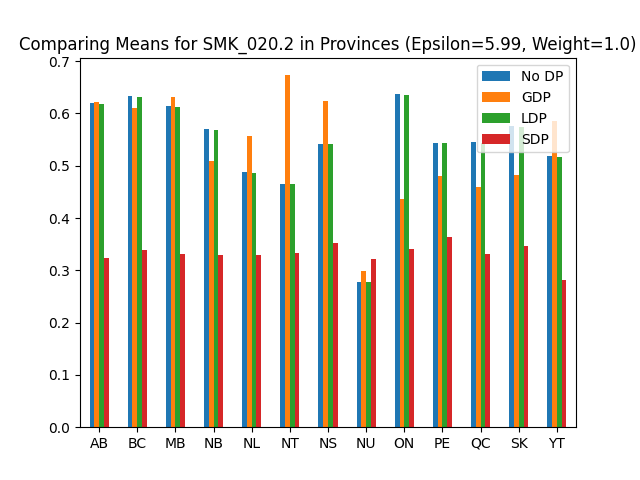 Comparing Means for SMK_020.2 in Provinces (Epsilon=5.99, Weight=1.0)
0.7
0.6
0.5
0.4
0.3
0.2
0.1
0.0
No DP
GDP
LDP
SDP
AB BC MB NB NL NT NS NU ON PE QC SK YT